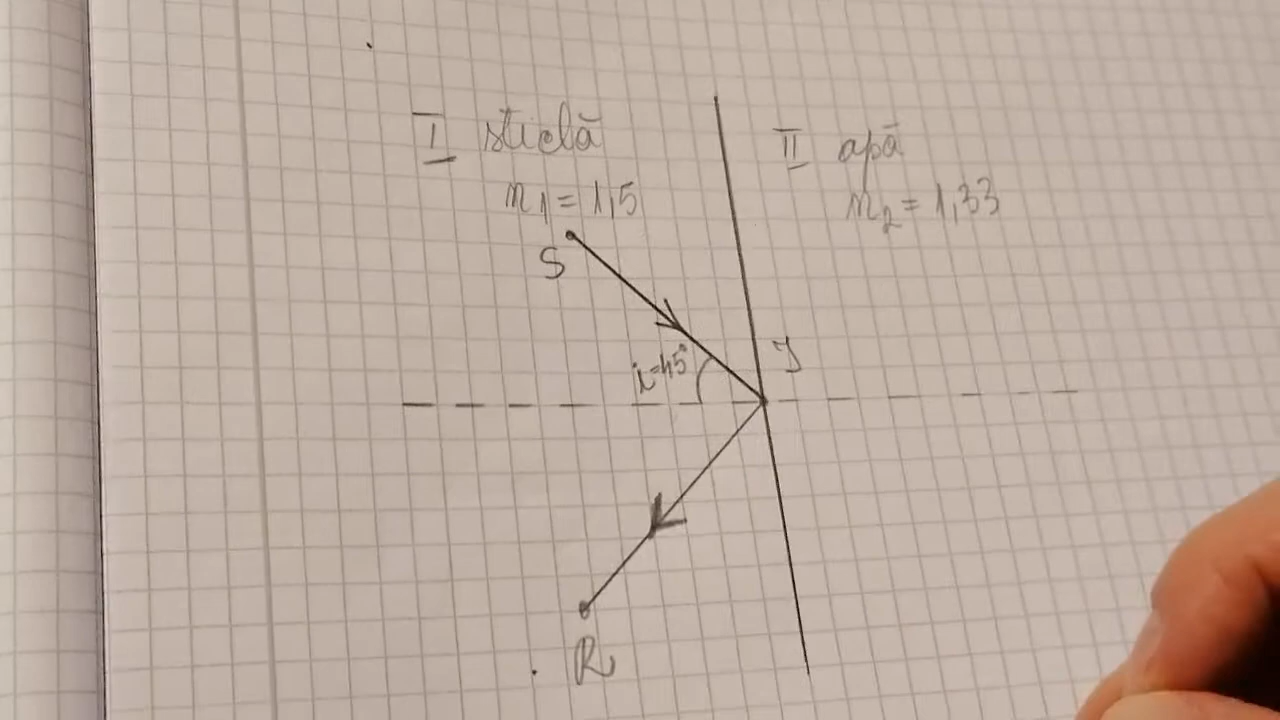 I sticlă
n1 = 1,5
II apă
n2 = 1,33
S
i=45°
I
R